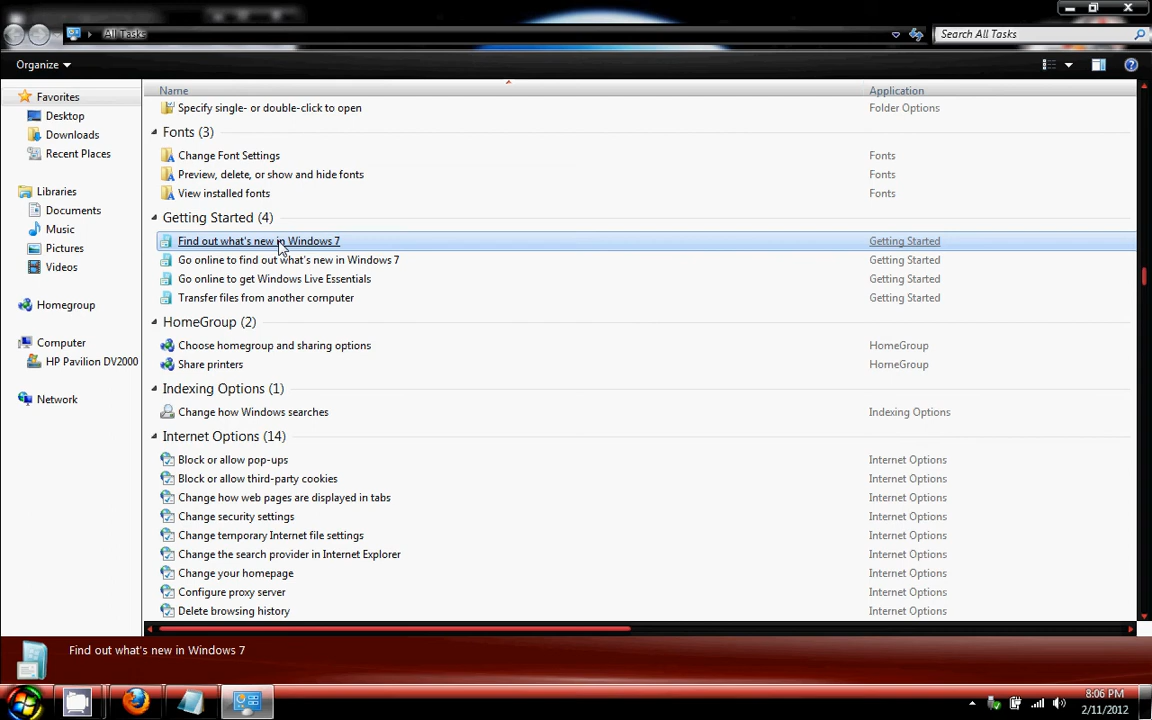 All Tasks
Search All Tasks
Organize
Name Application
Favorites
Desktop
Downloads
Recent Places
Libraries
Documents
Music
Pictures
Videos
Homegroup
Computer
HP Pavilion DV2000
Network
Specify single- or double-click to open Folder Options
Fonts (3)
Change Font Settings Fonts
Preview, delete, or show and hide fonts Fonts
View installed fonts Fonts
Getting Started (4)
Find out what's new in Windows 7 Getting Started
Go online to find out what's new in Windows 7 Getting Started
Go online to get Windows Live Essentials Getting Started
Transfer files from another computer Getting Started
HomeGroup (2)
Choose homegroup and sharing options HomeGroup
Share printers HomeGroup
Indexing Options (1)
Change how Windows searches Indexing Options
Internet Options (14)
Block or allow pop-ups Internet Options
Block or allow third-party cookies Internet Options
Change how web pages are displayed in tabs Internet Options
Change security settings Internet Options
Change temporary Internet file settings Internet Options
Change the search provider in Internet Explorer Internet Options
Change your homepage Internet Options
Configure proxy server Internet Options
Delete browsing history Internet Options
Find out what's new in Windows 7
8:06 PM
2/11/2012